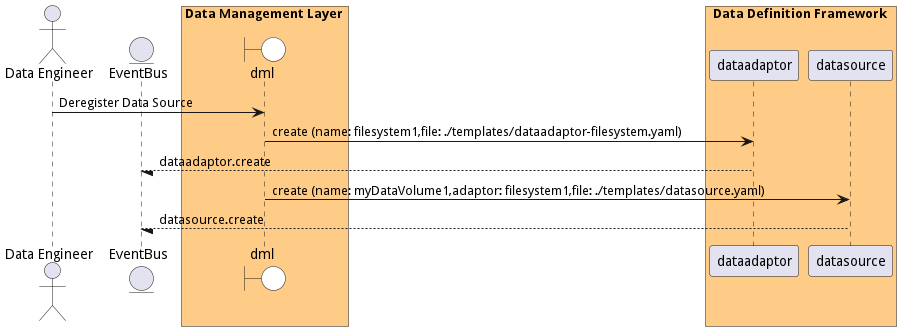 Data Management Layer
Data Definition Framework
Data Engineer
EventBus
dml
dataadaptor
datasource
Deregister Data Source
create (name: filesystem1,file: ./templates/dataadaptor-filesystem.yaml)
dataadaptor.create
create (name: myDataVolume1,adaptor: filesystem1,file: ./templates/datasource.yaml)
datasource.create
Data Engineer
EventBus
dml
dataadaptor
datasource